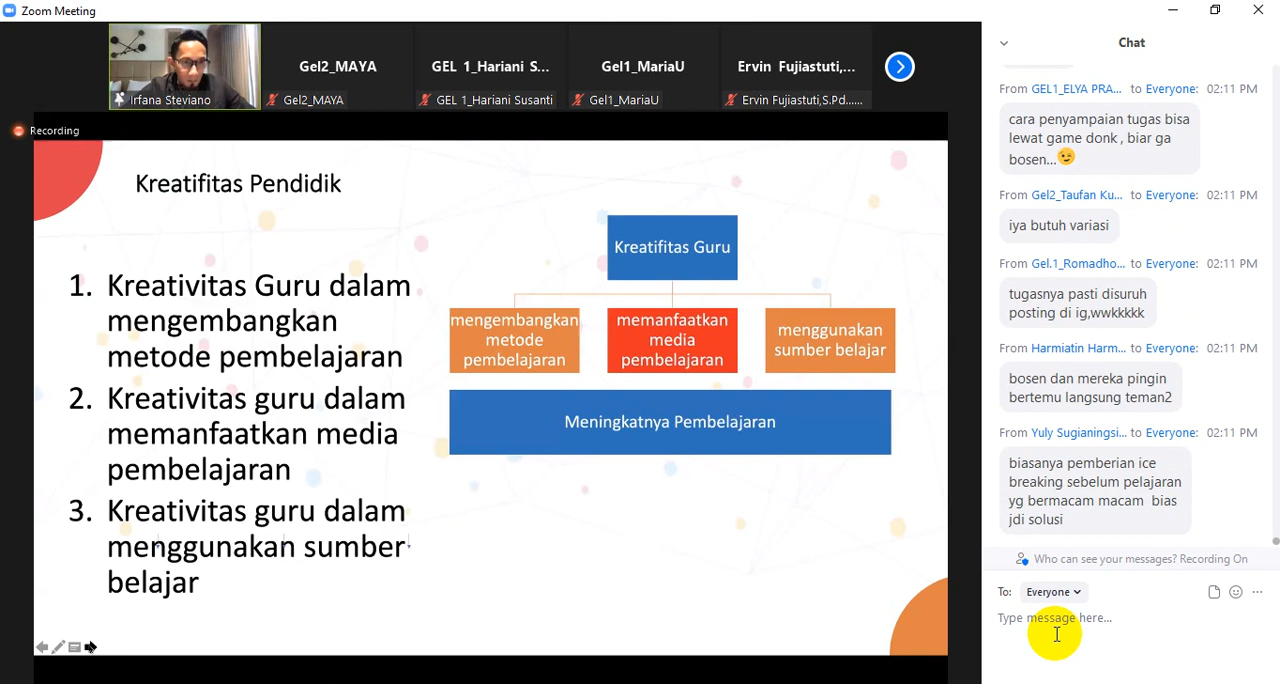 Zoom Meeting
Irfana Steviano
Gel2_MAYA
Gel2_MAYA
GEL 1_Hariani S...
GEL 1_Hariani Susanti
Gel1_MariaU
Gel1_MariaU
Ervin Fujiastuti,...
Ervin Fujiastuti,S.Pd......
Recording
Kreatifitas Pendidik
1. Kreativitas Guru dalam
mengembangkan
metode pembelajaran
2. Kreativitas guru dalam
memanfaatkan media
pembelajaran
3. Kreativitas guru dalam
menggunakan sumber
belajar
Kreatifitas Guru
mengembangkan
metode
pembelajaran
memanfaatkan
media
pembelajaran
menggunakan
sumber belajar
Meningkatnya Pembelajaran
Chat
From GEL1_ELYA PRA... to Everyone: 02:11 PM
cara penyampaian tugas bisa
lewat game donk , biar ga
bosen...😉
From Gel2_Taufan Ku... to Everyone: 02:11 PM
iya butuh variasi
From Gel.1_Romadho... to Everyone: 02:11 PM
tugasnya pasti disuruh
posting di ig,wwkkkkk
From Harmiatin Harm... to Everyone: 02:11 PM
bosen dan mereka pingin
bertemu langsung teman2
From Yuly Sugianingsi... to Everyone: 02:11 PM
biasanya pemberian ice
breaking sebelum pelajaran
yg bermacam macam bias
jdi solusi
Who can see your messages? Recording On
To: Everyone
Type message here...